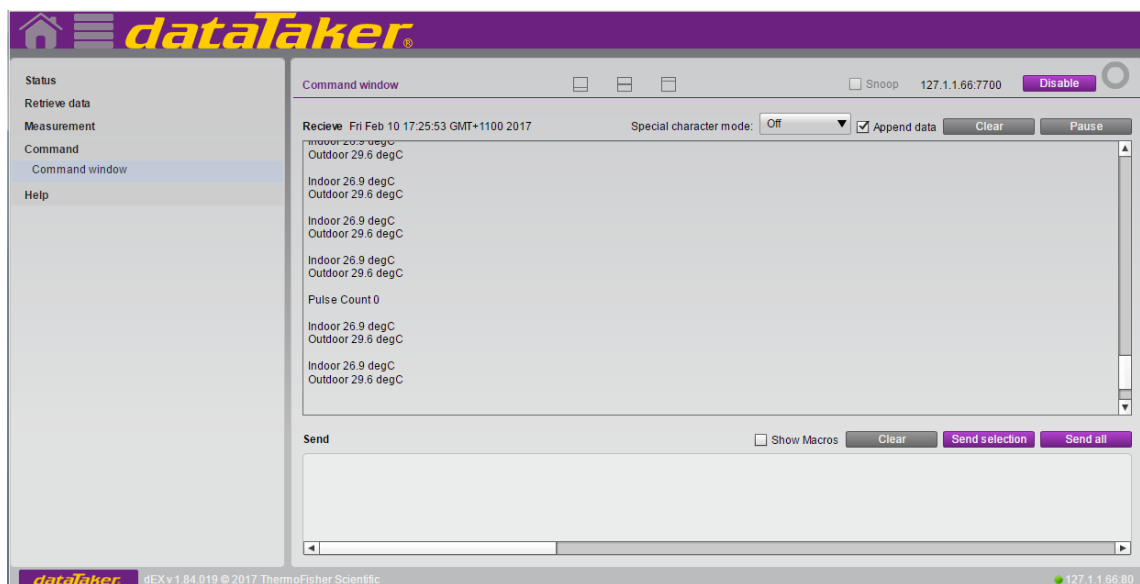 dataTaker®
Status
Retrieve data
Measurement
Command
Command window
Help
Command window
Snoop 127.1.1.66:7700 Disable
Recieve Fri Feb 10 17:25:53 GMT+1100 2017 Special character mode: Off Append data Clear Pause
Indoor 26.9 degC
Outdoor 29.6 degC
Indoor 26.9 degC
Outdoor 29.6 degC
Indoor 26.9 degC
Outdoor 29.6 degC
Indoor 26.9 degC
Outdoor 29.6 degC
Pulse Count 0
Indoor 26.9 degC
Outdoor 29.6 degC
Indoor 26.9 degC
Outdoor 29.6 degC
Send Show Macros Clear Send selection Send all
dataTaker. dEX v 1.84.019 © 2017 ThermoFisher Scientific 127.1.1.66:80